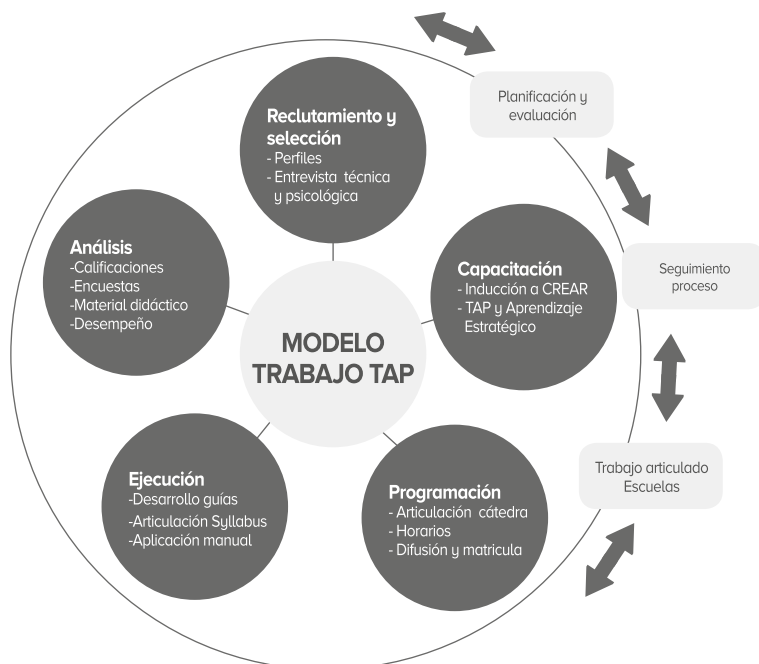 Planificación y
evaluación
Reclutamiento y
selección
- Perfiles
- Entrevista técnica
y psicológica
Análisis
-Calificaciones
-Encuestas
-Material didáctico
-Desempeño
Capacitación
- Inducción a CREAR
- TAP y Aprendizaje
Estratégico
Seguimiento
proceso
MODELO
TRABAJO TAP
Ejecución
-Desarrollo guías
-Articulación Syllabus
-Aplicación manual
Programación
- Articulación cátedra
- Horarios
- Difusión y matricula
Trabajo articulado
Escuelas